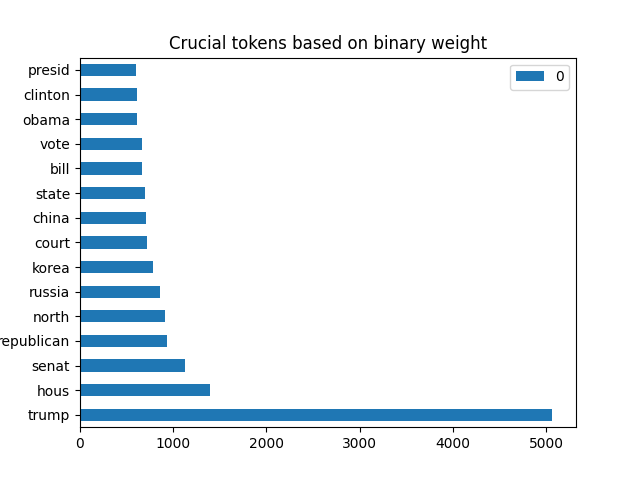 Crucial tokens based on binary weight
0
presid
clinton
obama
vote
bill
state
china
court
korea
russia
north
republican
senat
hous
trump
0 1000 2000 3000 4000 5000